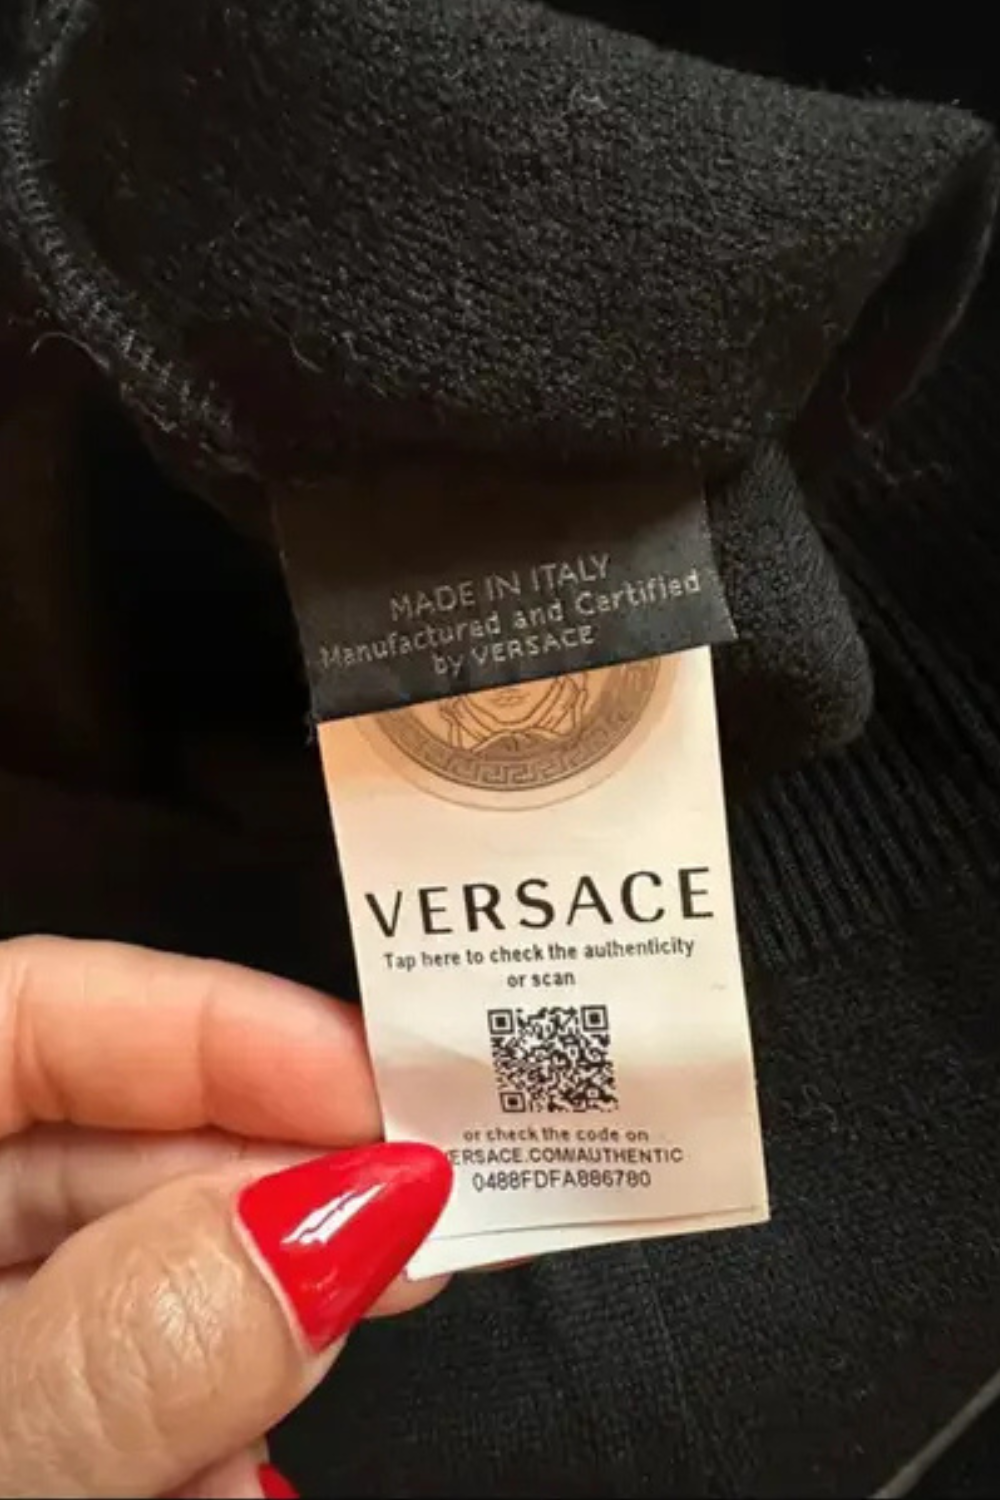 MADE IN ITALY
Manufactured and Certified
by VERSACE
VERSACE
Tap here to check the authenticity
or scan
or check the code on
ERSACE.COM/AUTHENTIC
0488FDFA886780